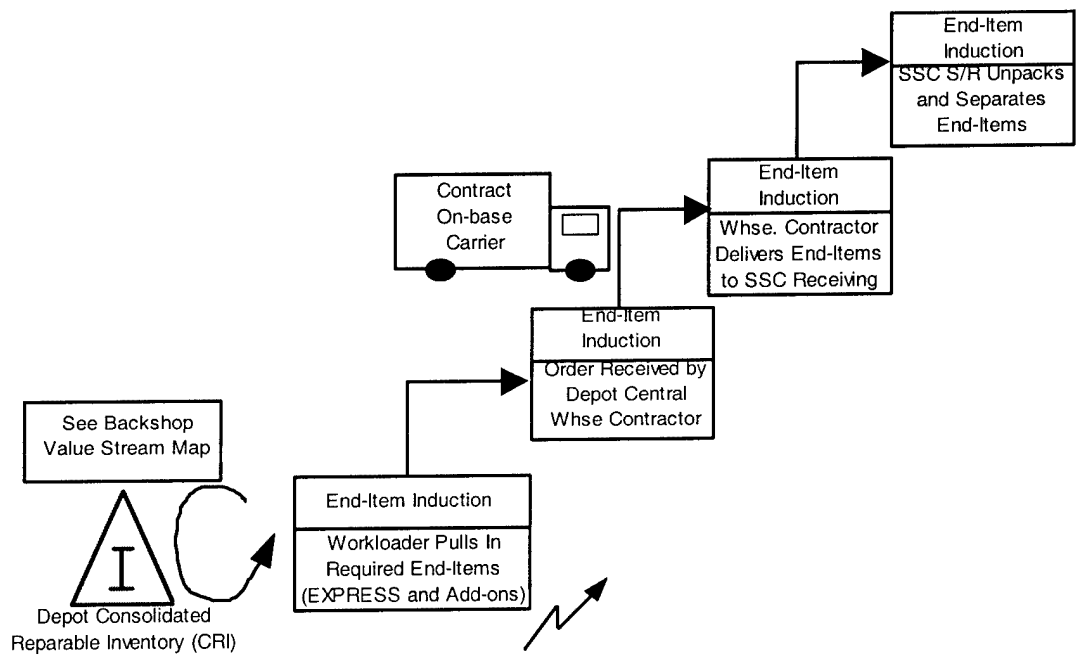 End-Item
Induction
SSC S/R Unpacks
and Separates
End-Items
End-Item
Induction
Whse. Contractor
Delivers End-Items
to SSC Receiving
Contract
On-base
Carrier
End-Item
Induction
Order Received by
Depot Central
Whse Contractor
See Backshop
Value Stream Map
I
Depot Consolidated
Reparable Inventory (CRI)
End-Item Induction
Workloader Pulls In
Required End-Items
(EXPRESS and Add-ons)